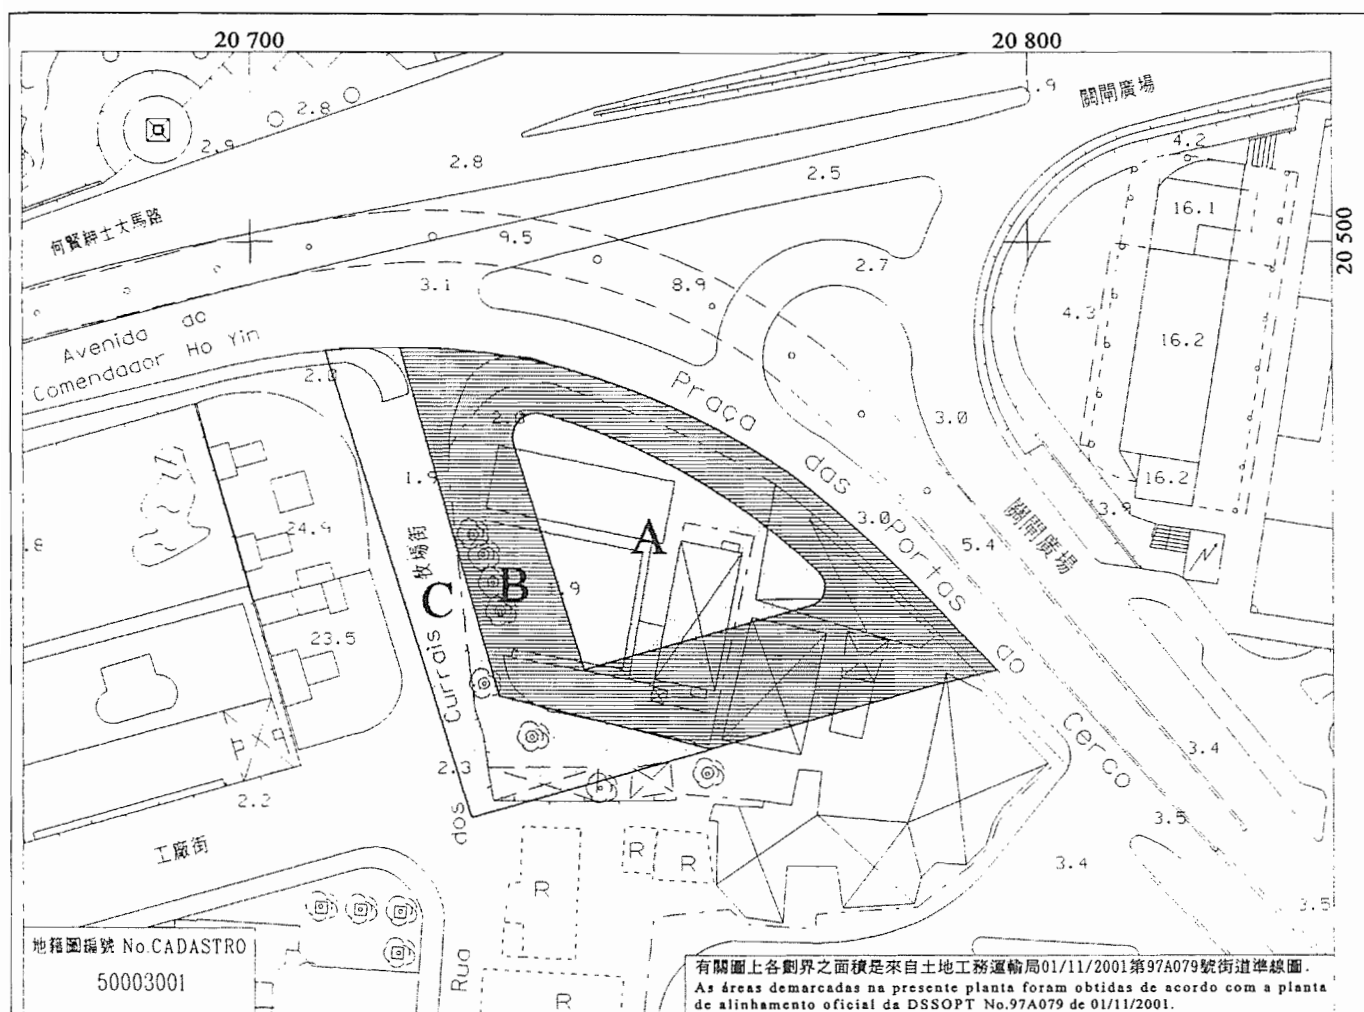 20 700
20 800
關閘廣場
2.8
2.9
2.8
4.2
2.5
16.1
何賢紳士大馬路
20 500
9.5
2.7
3.1
8.9
4.3
16.2
Avenida do
Comendador Ho Yin
Praça
3.0
das
1.9
16.2
3.0
24.9
牧場街
A
Portas
5.4
關閘廣場
B
C
23.5
do
Currais
Cerco
3.4
2.3
2.2
3.5
dos
工廠街
R
R
R
3.4
3.5
地籍圖編號 No.CADASTRO
50003001
Rua
R
有關圖上各劃界之面積是來自土地工務運輸局01/11/2001第97A079號街道準線圖.
As áreas demarcadas na presente planta foram obtidas de acordo com a planta
de alinhamento oficial da DSSOPT No.97A079 de 01/11/2001.